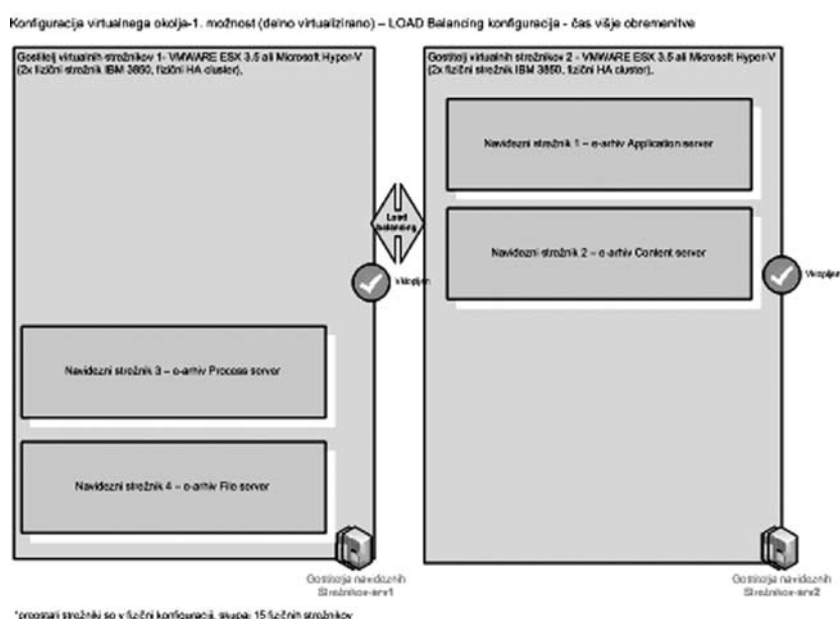 Konfiguracija virtualnega okolja-1. možnost (delno virtualizirano) – LOAD Balancing konfiguracija - čas višje obremenitve
Gostitelj virtualnih strežnikov 1- VMWARE ESX 3.5 ali Microsoft Hyper-V
(2x fizični strežnik IBM 3850, fizični HA cluster),
Gostitelj virtualnih strežnikov 2 - VMWARE ESX 3.5 ali Microsoft Hyper-V
(2x fizični strežnik IBM 3850, fizični HA cluster),
Navidezni strežnik 1 – e-arhiv Application server
Load
balancing
Navidezni strežnik 2 – e-arhiv Content server
Vklopljen
Vklopljen
Navidezni strežnik 3 – e-arhiv Process server
Navidezni strežnik 4 – e-arhiv File server
Gostitelja navideznih
Strežnikov-srv1
Gostitelja navideznih
Strežnikov-srv2
*preostali strežniki so v fizični konfiguraciji, skupaj 15 fizičnih strežnikov